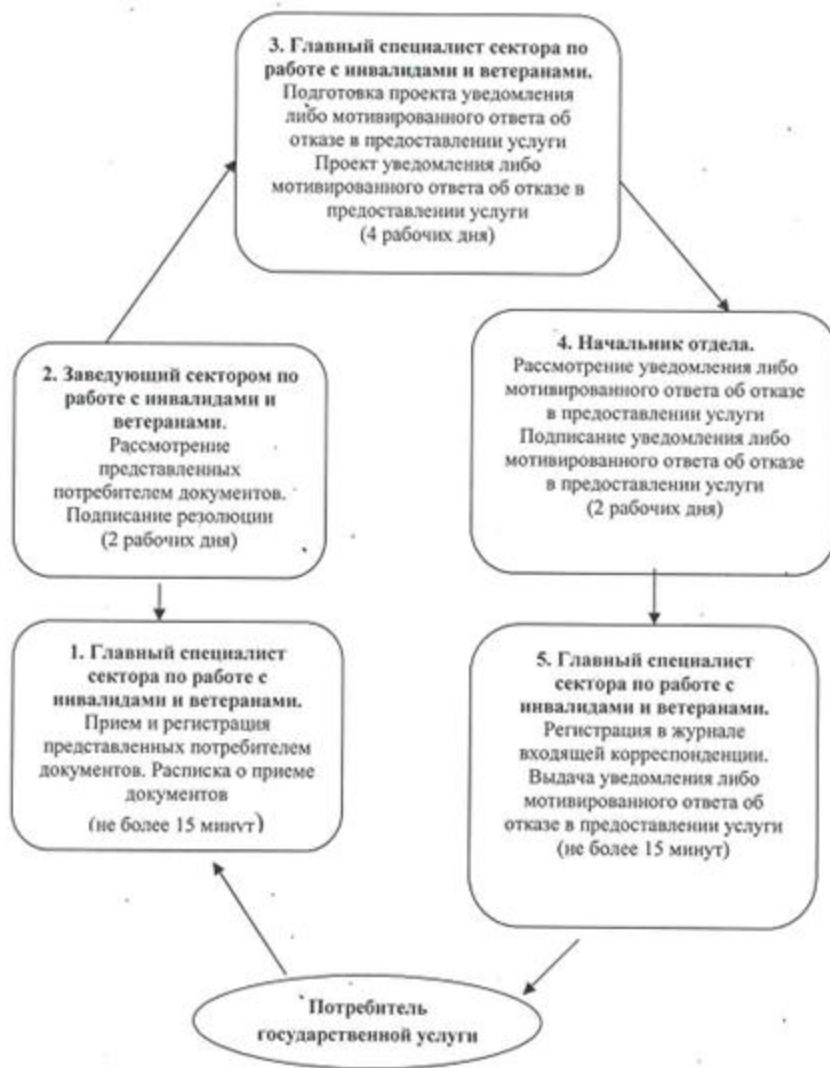 3. Главный специалист сектора по
работе с инвалидами и ветеранами.
Подготовка проекта уведомления
либо мотивированного ответа об
отказе в предоставлении услуги
Проект уведомления либо
мотивированного ответа об отказе в
предоставлении услуги
(4 рабочих дня)
2. Заведующий сектором по
работе с инвалидами и
ветеранами.
Рассмотрение
представленных
потребителем документов.
Подписание резолюции
(2 рабочих дня)
4. Начальник отдела.
Рассмотрение уведомления либо
мотивированного ответа об отказе
в предоставлении услуги
Подписание уведомления либо
мотивированного ответа об отказе
в предоставлении услуги
(2 рабочих дня)
1. Главный специалист
сектора по работе с
инвалидами и ветеранами.
Прием и регистрация
представленных потребителем
документов. Расписка о приеме
документов
(не более 15 минут)
5. Главный специалист
сектора по работе с
инвалидами и ветеранами.
Регистрация в журнале
входящей корреспонденции.
Выдача уведомления либо
мотивированного ответа об
отказе в предоставлении услуги
(не более 15 минут)
Потребитель
государственной услуги